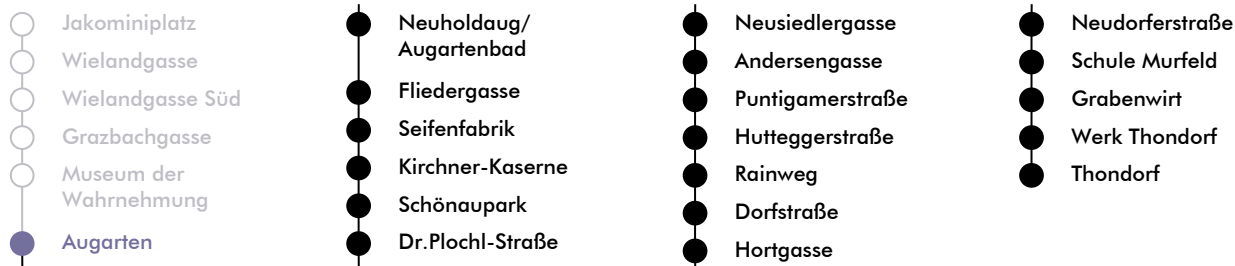 Jakominiplatz
Wielandgasse
Wielandgasse Süd
Grazbachgasse
Museum der
Wahrnehmung
Augarten
Neuholdaug/
Augartenbad
Fliedergasse
Seifenfabrik
Kirchner-Kaserne
Schönaupark
Dr.Plochl-Straße
Neusiedlergasse
Andersengasse
Puntigamerstraße
Hutteggerstraße
Rainweg
Dorfstraße
Hortgasse
Neudorferstraße
Schule Murfeld
Grabenwirt
Werk Thondorf
Thondorf